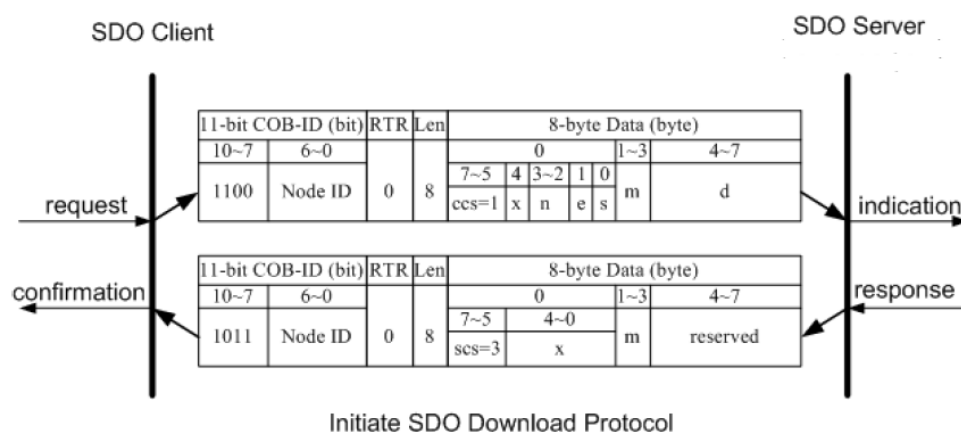 SDO Client
SDO Server
11-bit COB-ID (bit) RTR Len 8-byte Data (byte)
10~7 6~0 0 1~3 4~7
7~5 4 3~2 1 0
1100 Node ID 0 8 m d
ccs=1 x n e s
request
indication
11-bit COB-ID (bit) RTR Len 8-byte Data (byte)
confirmation
response
10~7 6~0 0 1~3 4~7
7~5 4~0
1011 Node ID 0 8 m reserved
scs=3 x
Initiate SDO Download Protocol